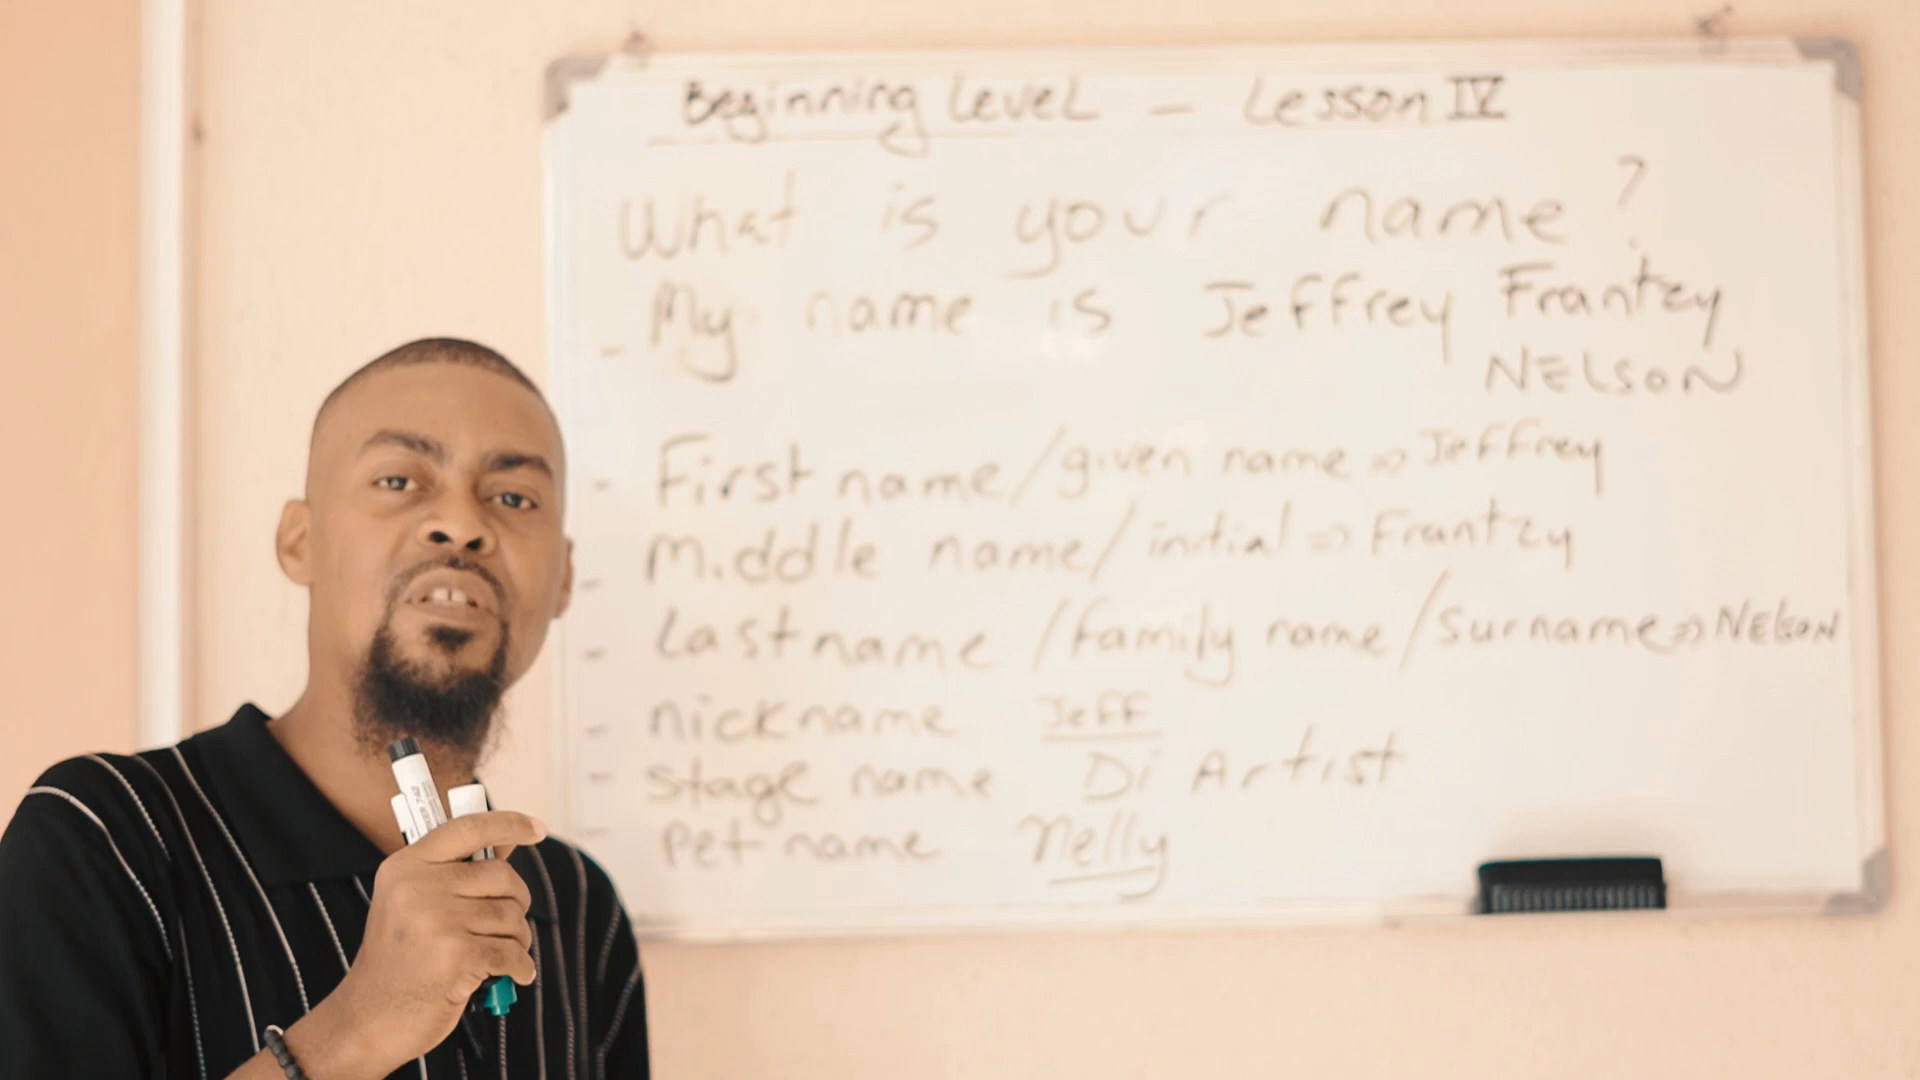 Beginning Level – Lesson IV
What is your name ?
- My name is Jeffrey Frantzy
NELSON
- First name/given name => Jeffrey
- Middle name/initial => Frantzy
- Last name /family name /Surname => NELSON
- nickname Jeff
- Stage name Di Artist
- Pet name Nelly